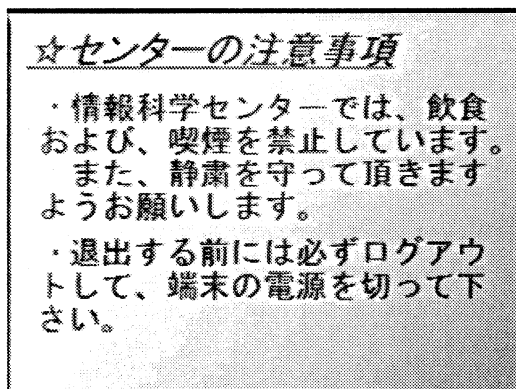 ☆センターの注意事項
・情報科学センターでは、飲食
および、喫煙を禁止しています。
また、静粛を守って頂きます
ようお願いします。
・退出する前には必ずログアウ
トして、端末の電源を切って下
さい。